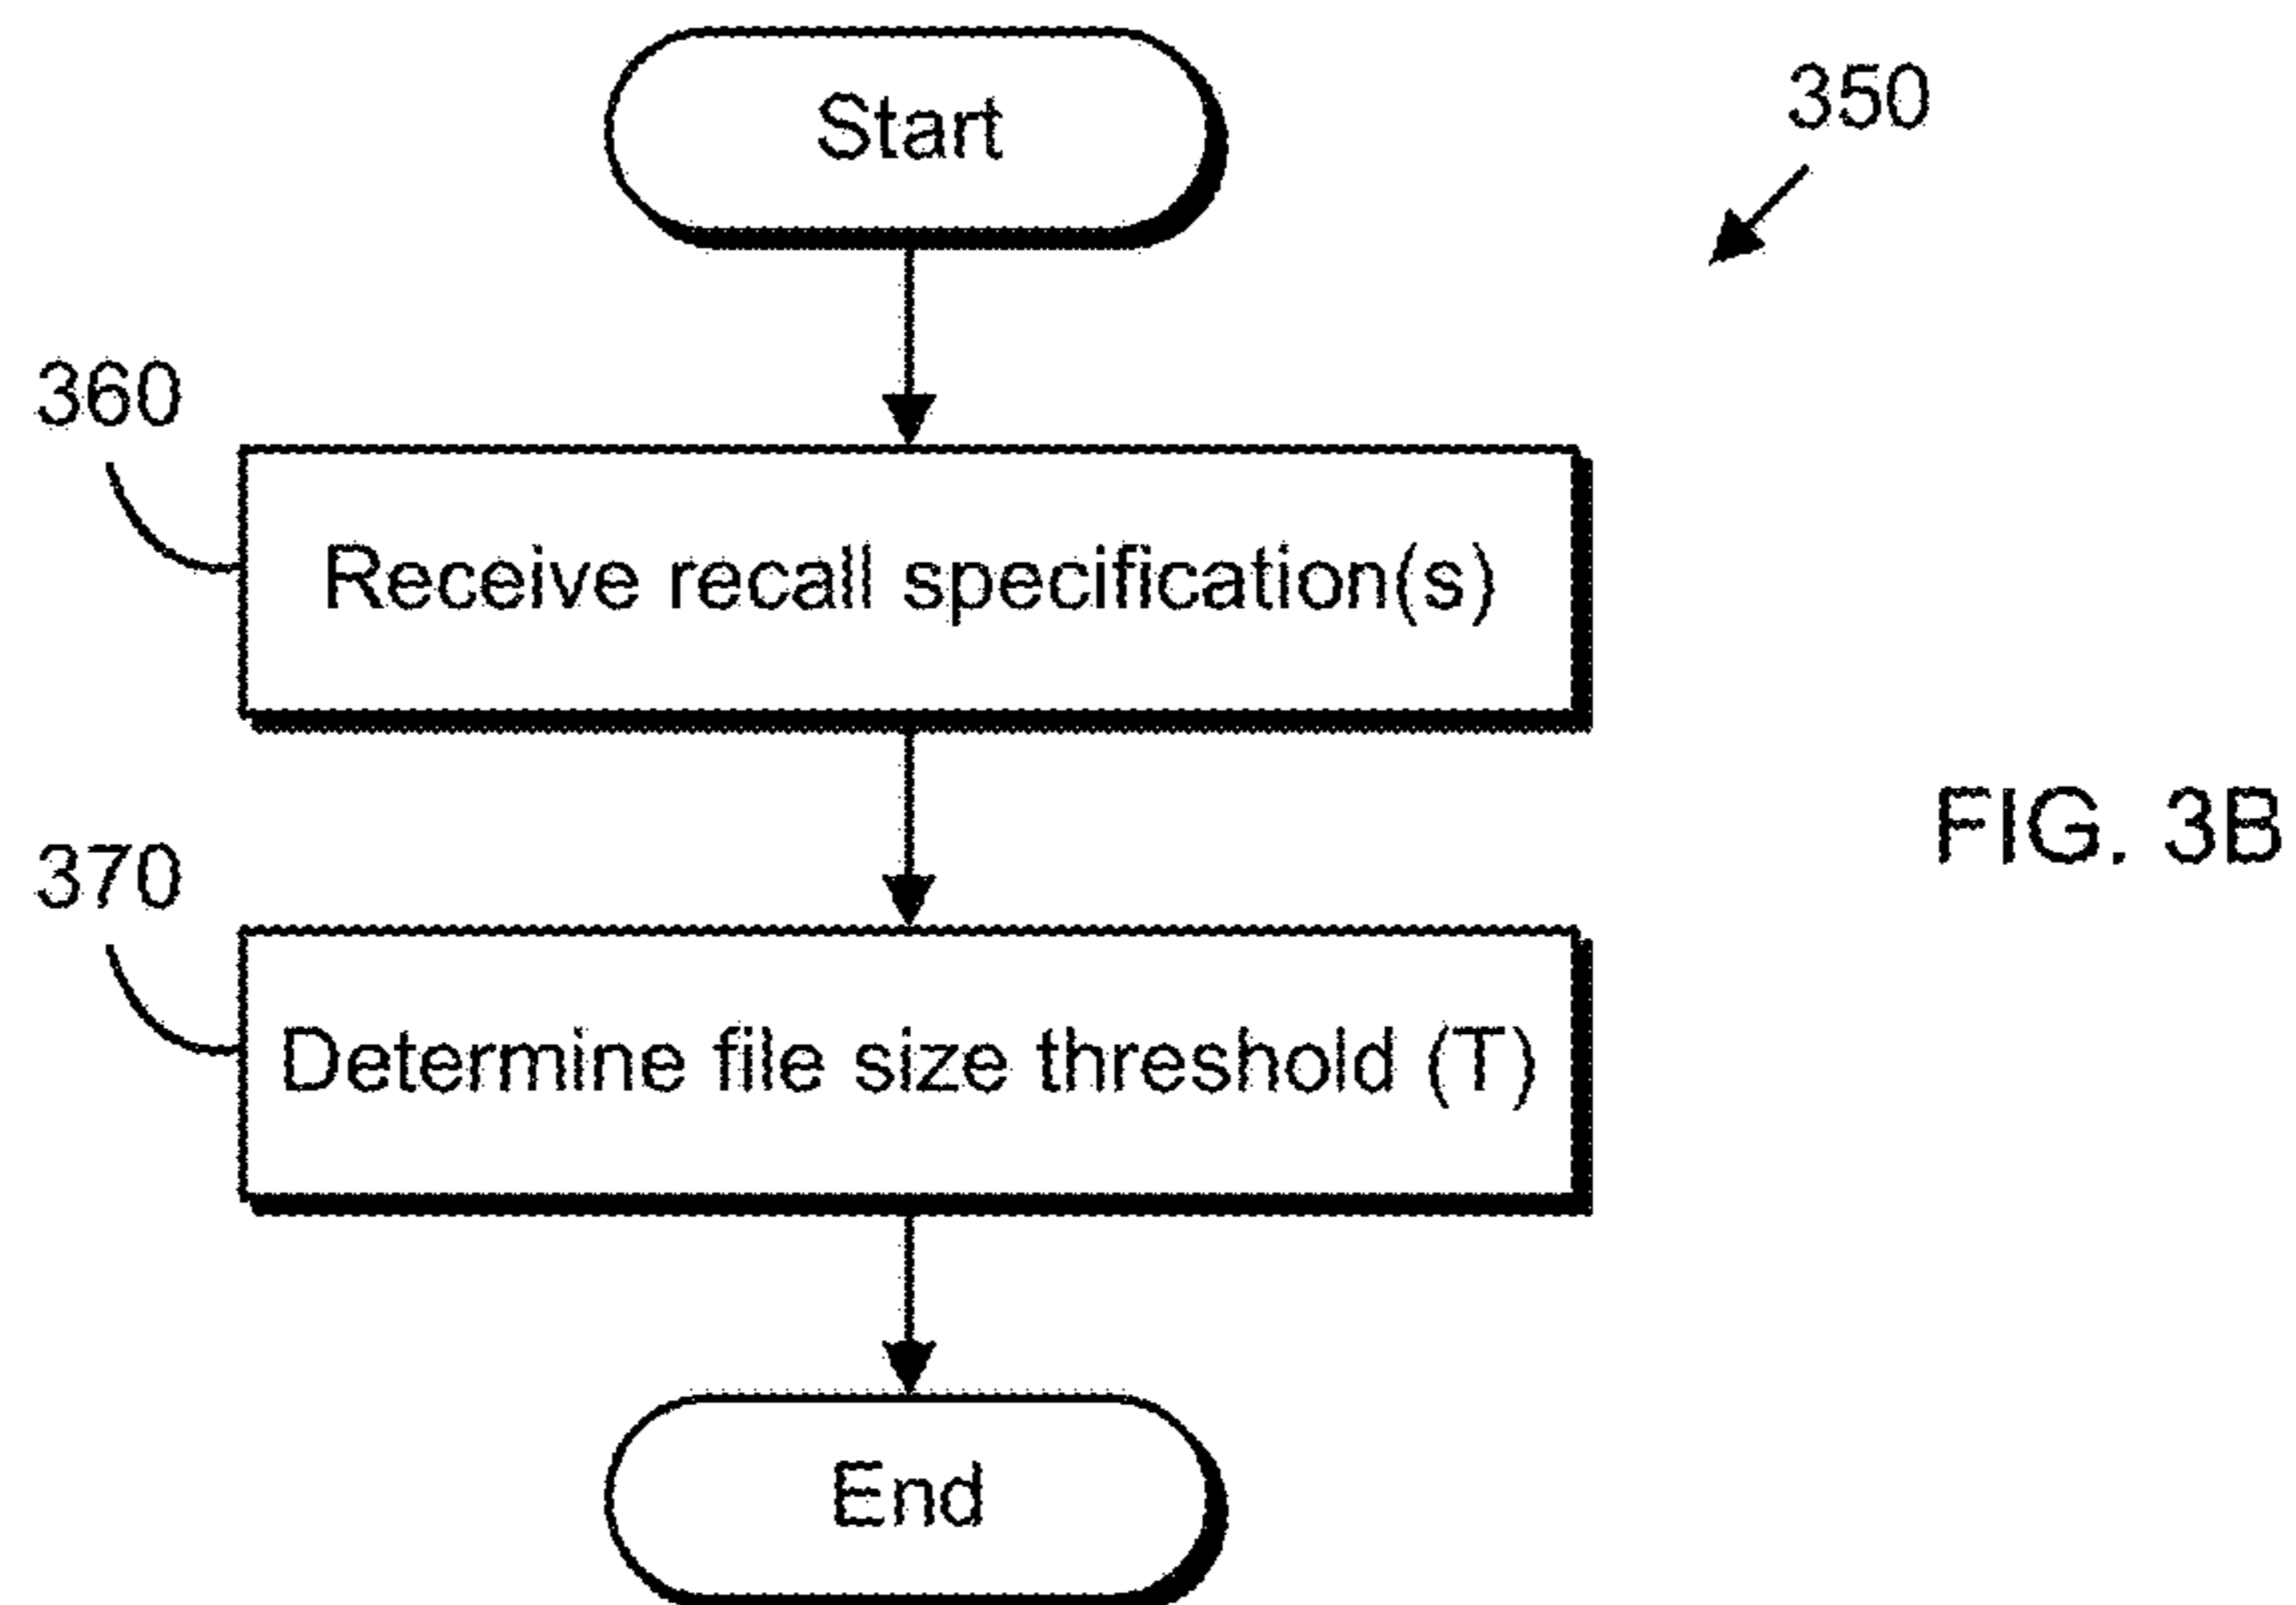 Start
350
360
Receive recall specification(s)
FIG. 3B
370
Determine file size threshold (T)
End